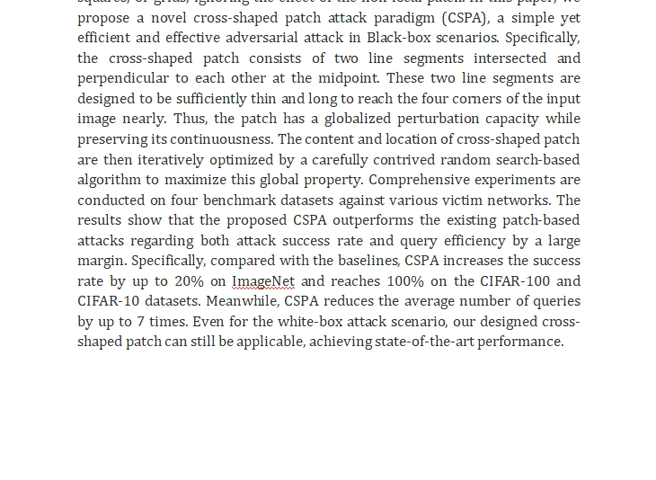 propose a novel cross-shaped patch attack paradigm (CSPA), a simple yet
efficient and effective adversarial attack in Black-box scenarios. Specifically,
the cross-shaped patch consists of two line segments intersected and
perpendicular to each other at the midpoint. These two line segments are
designed to be sufficiently thin and long to reach the four corners of the input
image nearly. Thus, the patch has a globalized perturbation capacity while
preserving its continuousness. The content and location of cross-shaped patch
are then iteratively optimized by a carefully contrived random search-based
algorithm to maximize this global property. Comprehensive experiments are
conducted on four benchmark datasets against various victim networks. The
results show that the proposed CSPA outperforms the existing patch-based
attacks regarding both attack success rate and query efficiency by a large
margin. Specifically, compared with the baselines, CSPA increases the success
rate by up to 20% on ImageNet and reaches 100% on the CIFAR-100 and
CIFAR-10 datasets. Meanwhile, CSPA reduces the average number of queries
by up to 7 times. Even for the white-box attack scenario, our designed cross-
shaped patch can still be applicable, achieving state-of-the-art performance.